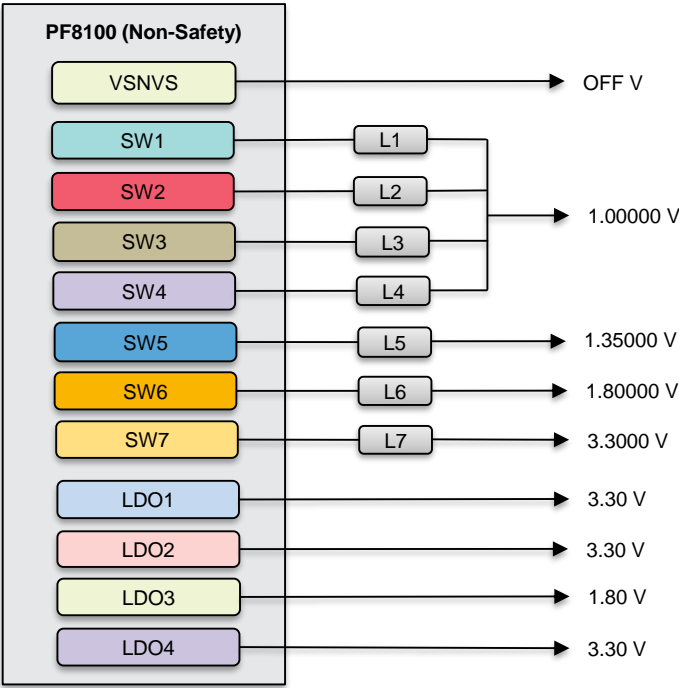 PF8100 (Non-Safety)
VSNVS OFF V
SW1 L1
SW2 L2
1.00000 V
SW3 L3
SW4 L4
SW5 L5 1.35000 V
SW6 L6 1.80000 V
SW7 L7 3.3000 V
LDO1 3.30 V
LDO2 3.30 V
LDO3 1.80 V
LDO4 3.30 V